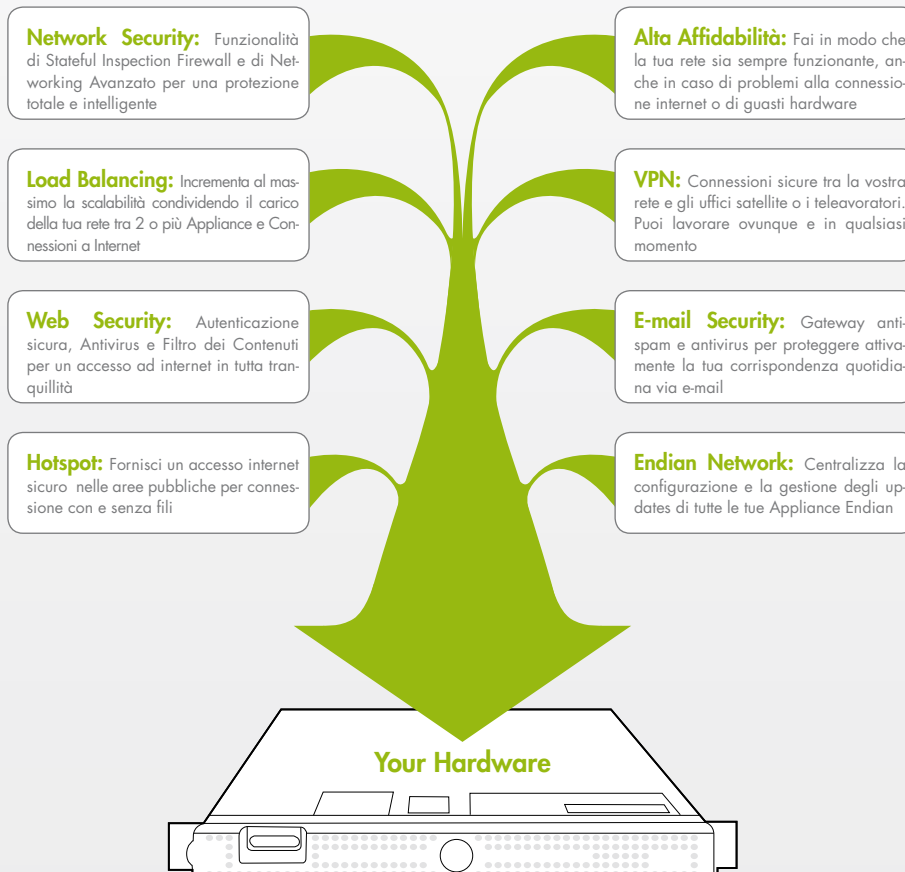 Network Security: Funzionalità
di Stateful Inspection Firewall e di Net-
working Avanzato per una protezione
totale e intelligente
Alta Affidabilità: Fai in modo che
la tua rete sia sempre funzionante, an-
che in caso di problemi alla connessio-
ne internet o di guasti hardware
Load Balancing: Incrementa al mas-
simo la scalabilità condividendo il carico
della tua rete tra 2 o più Appliance e Con-
nessioni a Internet
VPN: Connessioni sicure tra la vostra
rete e gli uffici satellite o i teleavoratori.
Puoi lavorare ovunque e in qualsiasi
momento
Web Security: Autenticazione
sicura, Antivirus e Filtro dei Contenuti
per un accesso ad internet in tutta tran-
quillità
E-mail Security: Gateway anti-
spam e antivirus per proteggere attiva-
mente la tua corrispondenza quotidia-
na via e-mail
Hotspot: Fornisci un accesso internet
sicuro nelle aree pubbliche per connes-
sione con e senza fili
Endian Network: Centralizza la
configurazione e la gestione degli up-
dates di tutte le tue Appliance Endian
Your Hardware